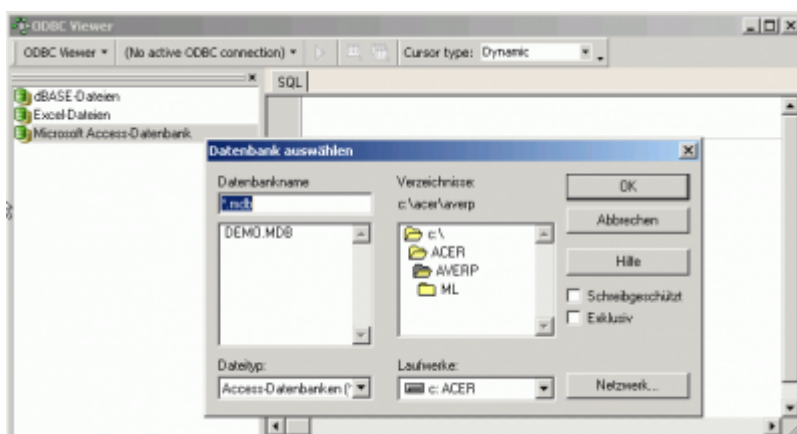 ODBC Viewer
ODBC Viewer (No active ODBC connection) Cursor type: Dynamic
SQL
dBASE-Dateien
Excel-Dateien
Microsoft Access-Datenbank
Datenbank auswählen
Datenbankname
*.mdb
DEMO.MDB
Verzeichnisse:
c:\acer\averp
c:\
ACER
AVERP
ML
OK
Abbrechen
Hilfe
Schreibgeschützt
Exklusiv
Dateityp:
Access-Datenbanken (*
Laufwerke:
c: ACER
Netzwerk...